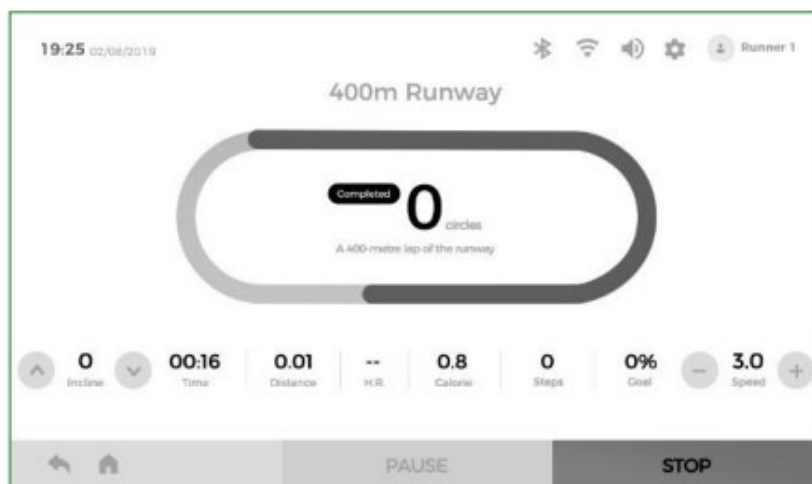 19:25 02/08/2019
Runner 1
400m Runway
Completed
0 circles
A 400-metre lap of the runway
0 00:16 0.01 -- 0.8 0 0% 3.0
Incline Time Distance H.R. Calorie Steps Goal Speed
PAUSE STOP